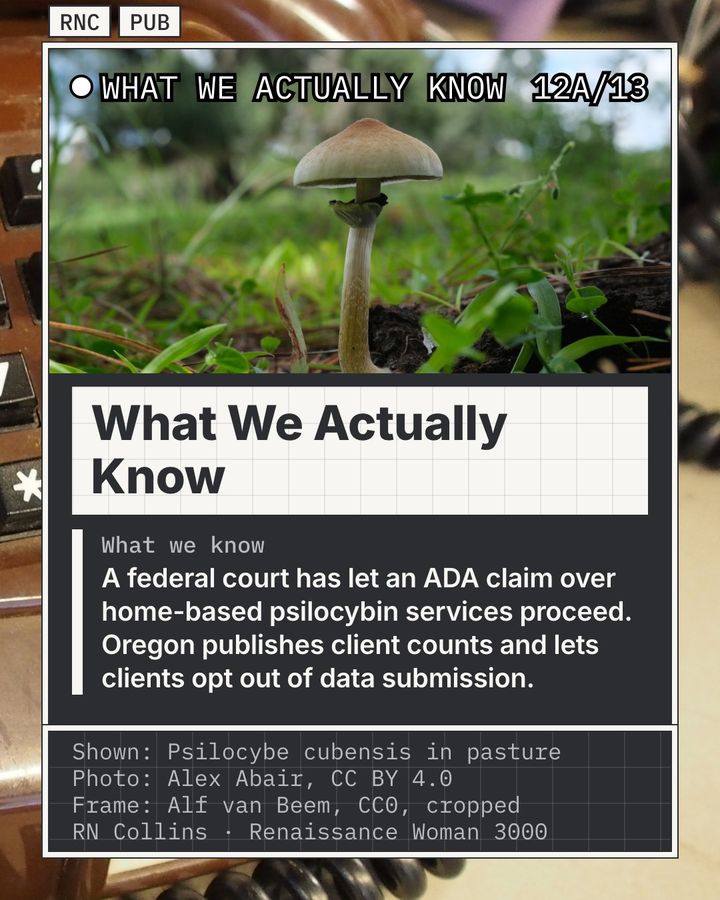 RNC PUB
WHAT WE ACTUALLY KNOW 12A/13
What We Actually
Know
What we know
A federal court has let an ADA claim over
home-based psilocybin services proceed.
Oregon publishes client counts and lets
clients opt out of data submission.
Shown: Psilocybe cubensis in pasture
Photo: Alex Abair, CC BY 4.0
Frame: Alf van Beem, CC0, cropped
RN Collins · Renaissance Woman 3000
*